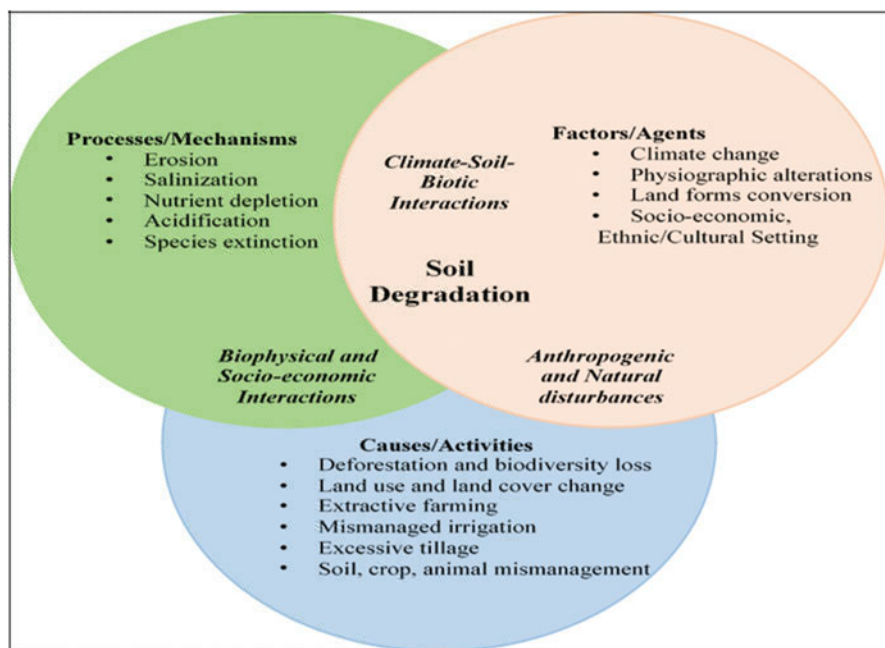 Processes/Mechanisms
• Erosion
• Salinization
• Nutrient depletion
• Acidification
• Species extinction
Climate-Soil-
Biotic
Interactions
Factors/Agents
• Climate change
• Physiographic alterations
• Land forms conversion
• Socio-economic,
Ethnic/Cultural Setting
Soil
Degradation
Biophysical and
Socio-economic
Interactions
Anthropogenic
and Natural
disturbances
Causes/Activities
• Deforestation and biodiversity loss
• Land use and land cover change
• Extractive farming
• Mismanaged irrigation
• Excessive tillage
• Soil, crop, animal mismanagement